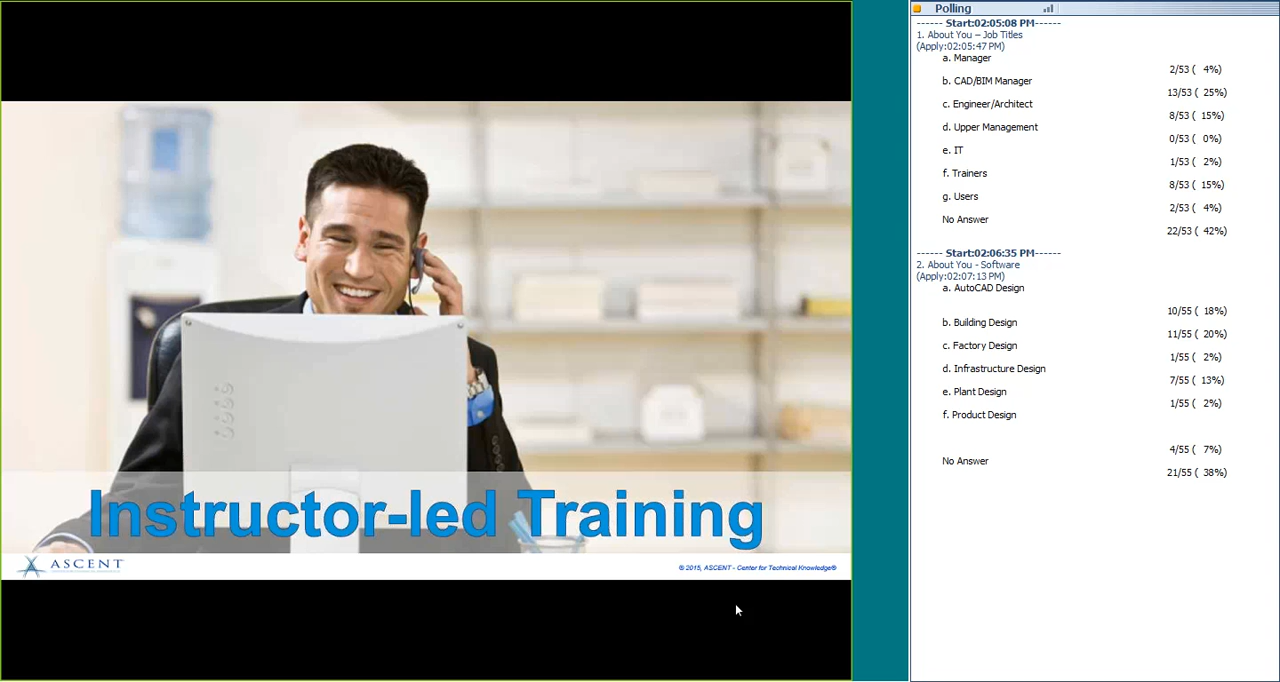 Instructor-led Training
ASCENT
© 2015, ASCENT - Center for Technical Knowledge®
Polling
------ Start:02:05:08 PM------
1. About You – Job Titles
(Apply:02:05:47 PM)
a. Manager
2/53 ( 4%)
b. CAD/BIM Manager
13/53 ( 25%)
c. Engineer/Architect
8/53 ( 15%)
d. Upper Management
0/53 ( 0%)
e. IT
1/53 ( 2%)
f. Trainers
8/53 ( 15%)
g. Users
2/53 ( 4%)
No Answer
22/53 ( 42%)
------ Start:02:06:35 PM------
2. About You - Software
(Apply:02:07:13 PM)
a. AutoCAD Design
10/55 ( 18%)
b. Building Design
11/55 ( 20%)
c. Factory Design
1/55 ( 2%)
d. Infrastructure Design
7/55 ( 13%)
e. Plant Design
1/55 ( 2%)
f. Product Design
4/55 ( 7%)
No Answer
21/55 ( 38%)